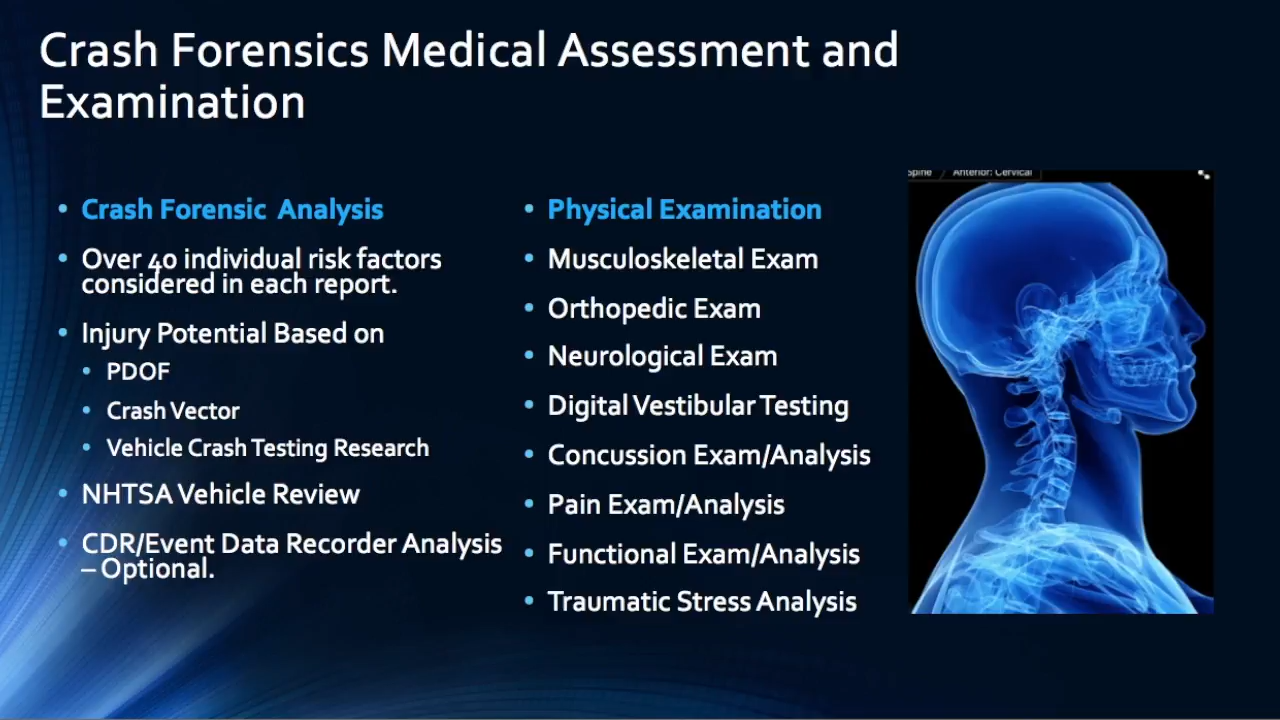 Crash Forensics Medical Assessment and
Examination
• Crash Forensic Analysis
• Over 40 individual risk factors
considered in each report.
• Injury Potential Based on
• PDOF
• Crash Vector
• Vehicle Crash Testing Research
• NHTSA Vehicle Review
• CDR/Event Data Recorder Analysis
– Optional.
• Physical Examination
• Musculoskeletal Exam
• Orthopedic Exam
• Neurological Exam
• Digital Vestibular Testing
• Concussion Exam/Analysis
• Pain Exam/Analysis
• Functional Exam/Analysis
• Traumatic Stress Analysis
Spine / Anterior: Cervical